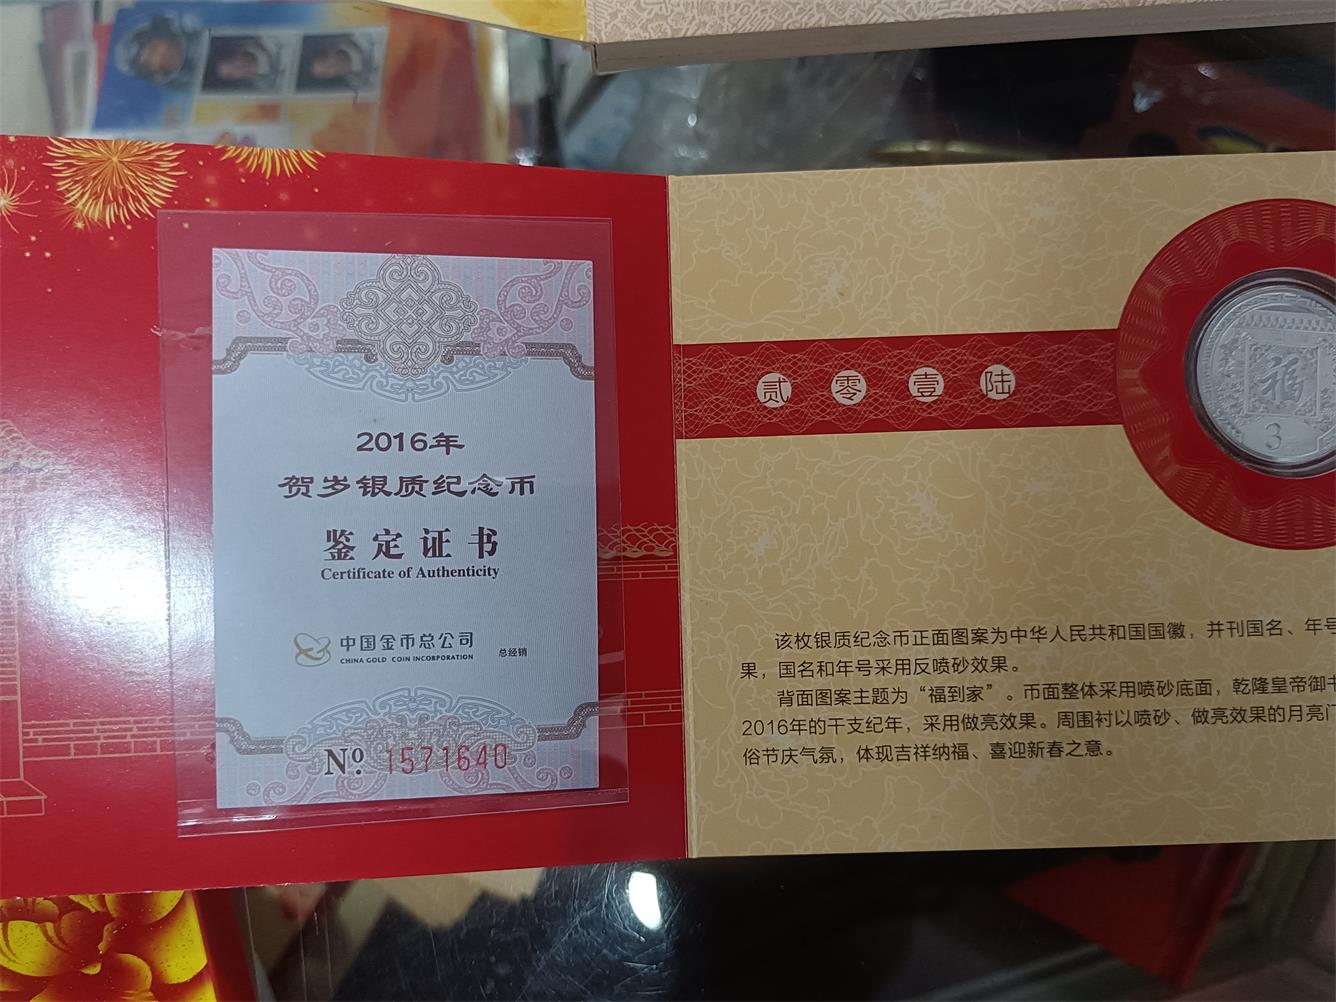 2016年
贺岁银质纪念币
鉴定证书
Certificate of Authenticity
中国金币总公司
CHINA GOLD COIN INCORPORATION
总经销
Nº 1571640
贰零壹陆
福
3
该枚银质纪念币正面图案为中华人民共和国国徽，并刊国名、年号
果，国名和年号采用反喷砂效果。
背面图案主题为“福到家”。币面整体采用喷砂底面，乾隆皇帝御书
2016年的干支纪年，采用做亮效果。周围衬以喷砂、做亮效果的月亮门
俗节庆气氛，体现吉祥纳福、喜迎新春之意。